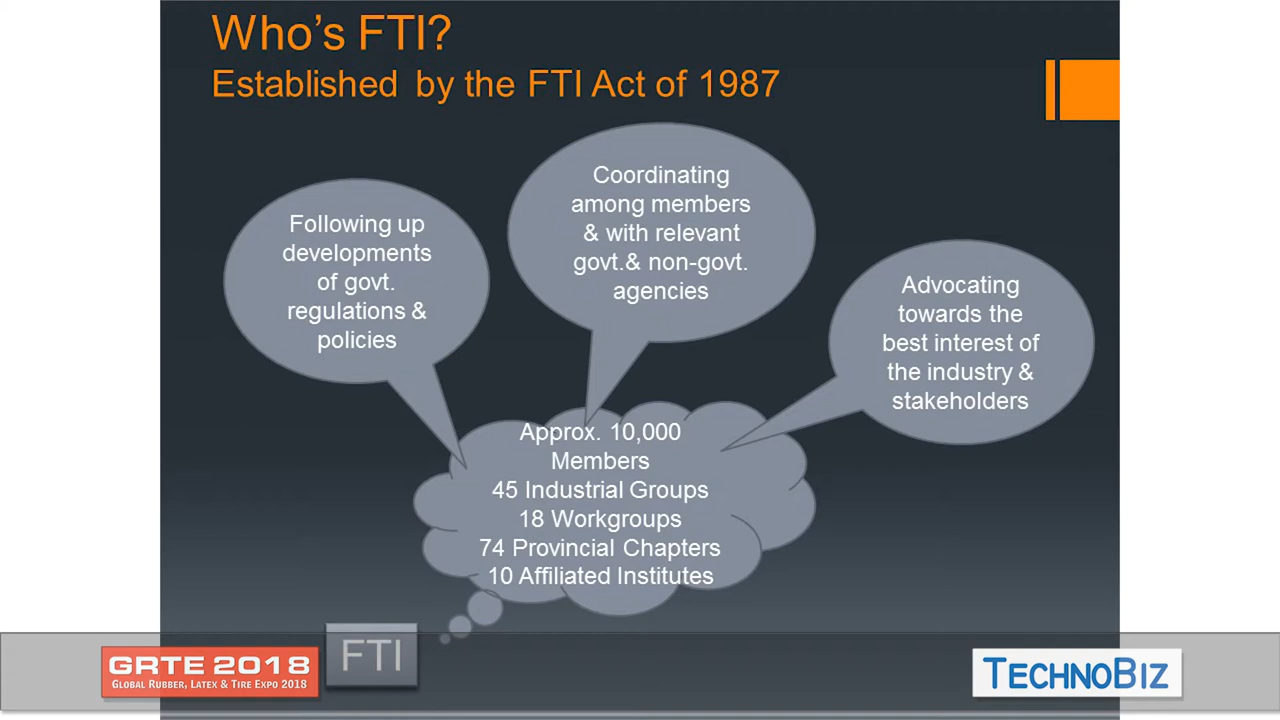 Who's FTI?
Established by the FTI Act of 1987
Following up
developments
of govt.
regulations &
policies
Coordinating
among members
& with relevant
govt.& non-govt.
agencies
Advocating
towards the
best interest of
the industry &
stakeholders
Approx. 10,000
Members
45 Industrial Groups
18 Workgroups
74 Provincial Chapters
10 Affiliated Institutes
FTI
GRTE 2018
GLOBAL RUBBER, LATEX & TIRE EXPO 2018
TECHNOBIZ